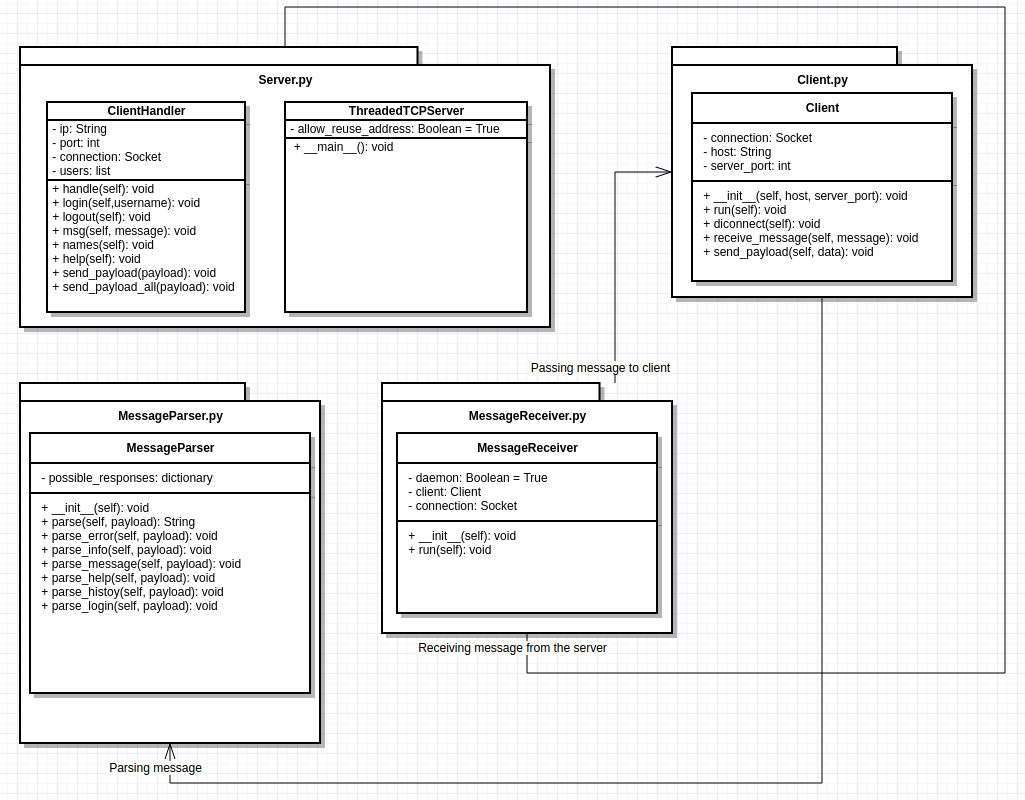 Server.py
ClientHandler
- ip: String
- port: int
- connection: Socket
- users: list
+ handle(self): void
+ login(self,username): void
+ logout(self): void
+ msg(self, message): void
+ names(self): void
+ help(self): void
+ send_payload(payload): void
+ send_payload_all(payload): void
ThreadedTCPServer
- allow_reuse_address: Boolean = True
+ __main__(): void
Client.py
Client
- connection: Socket
- host: String
- server_port: int
+ __init__(self, host, server_port): void
+ run(self): void
+ diconnect(self): void
+ receive_message(self, message): void
+ send_payload(self, data): void
Passing message to client
MessageParser.py
MessageParser
- possible_responses: dictionary
+ __init__(self): void
+ parse(self, payload): String
+ parse_error(self, payload): void
+ parse_info(self, payload): void
+ parse_message(self, payload): void
+ parse_help(self, payload): void
+ parse_histoy(self, payload): void
+ parse_login(self, payload): void
MessageReceiver.py
MessageReceiver
- daemon: Boolean = True
- client: Client
- connection: Socket
+ __init__(self): void
+ run(self): void
Receiving message from the server
Parsing message